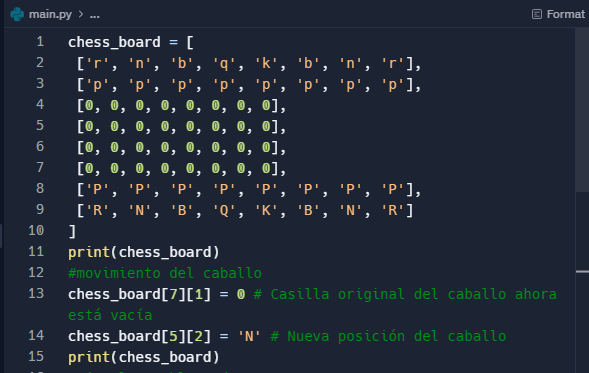 main.py > ...
Format
1 chess_board = [
2 ['r', 'n', 'b', 'q', 'k', 'b', 'n', 'r'],
3 ['p', 'p', 'p', 'p', 'p', 'p', 'p', 'p'],
4 [0, 0, 0, 0, 0, 0, 0, 0],
5 [0, 0, 0, 0, 0, 0, 0, 0],
6 [0, 0, 0, 0, 0, 0, 0, 0],
7 [0, 0, 0, 0, 0, 0, 0, 0],
8 ['P', 'P', 'P', 'P', 'P', 'P', 'P', 'P'],
9 ['R', 'N', 'B', 'Q', 'K', 'B', 'N', 'R']
10 ]
11 print(chess_board)
12 #movimiento del caballo
13 chess_board[7][1] = 0 # Casilla original del caballo ahora
está vacía
14 chess_board[5][2] = 'N' # Nueva posición del caballo
15 print(chess_board)